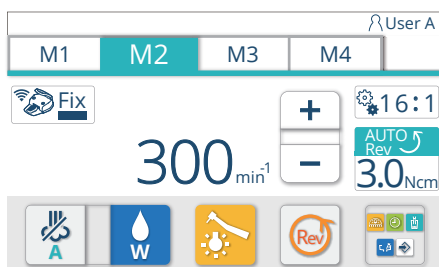 User A
M1 M2 M3 M4
Fix
16:1
300 min-1
+
-
AUTO
Rev
3.0Ncm
A
W
Rev